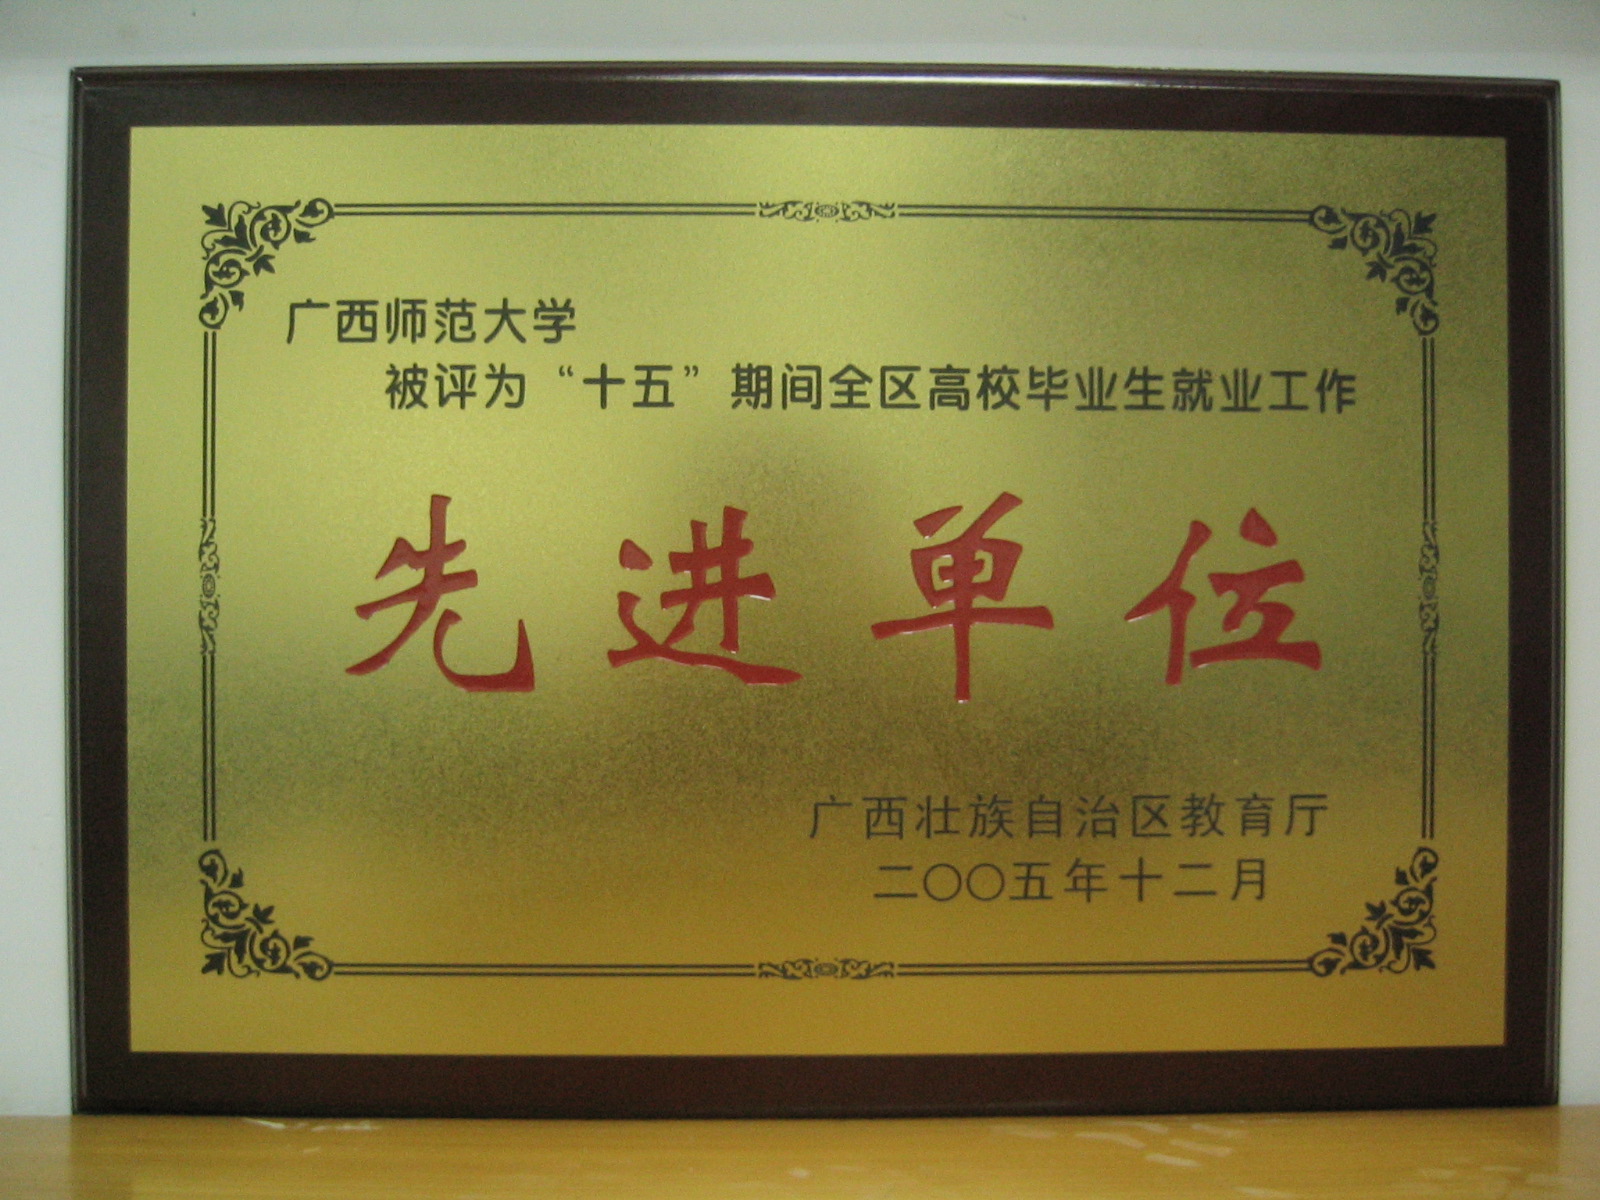 广西师范大学
被评为“十五”期间全区高校毕业生就业工作
先进单位
广西壮族自治区教育厅
二〇〇五年十二月